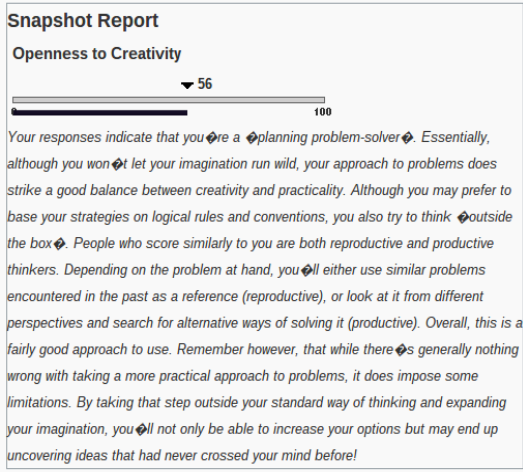 Snapshot Report
Openness to Creativity
56
0 100
Your responses indicate that you�re a �planning problem-solver�. Essentially,
although you won�t let your imagination run wild, your approach to problems does
strike a good balance between creativity and practicality. Although you may prefer to
base your strategies on logical rules and conventions, you also try to think �outside
the box�. People who score similarly to you are both reproductive and productive
thinkers. Depending on the problem at hand, you�ll either use similar problems
encountered in the past as a reference (reproductive), or look at it from different
perspectives and search for alternative ways of solving it (productive). Overall, this is a
fairly good approach to use. Remember however, that while there�s generally nothing
wrong with taking a more practical approach to problems, it does impose some
limitations. By taking that step outside your standard way of thinking and expanding
your imagination, you�ll not only be able to increase your options but may end up
uncovering ideas that had never crossed your mind before!